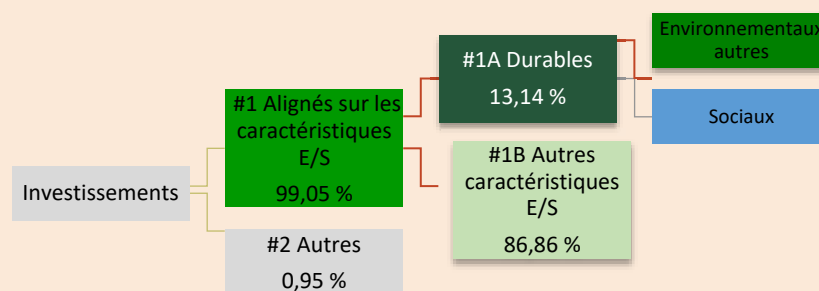 Investissements
#1 Alignés sur les
caractéristiques
E/S
99,05 %
#2 Autres
0,95 %
#1A Durables
13,14 %
#1B Autres
caractéristiques
E/S
86,86 %
Environnementaux
autres
Sociaux